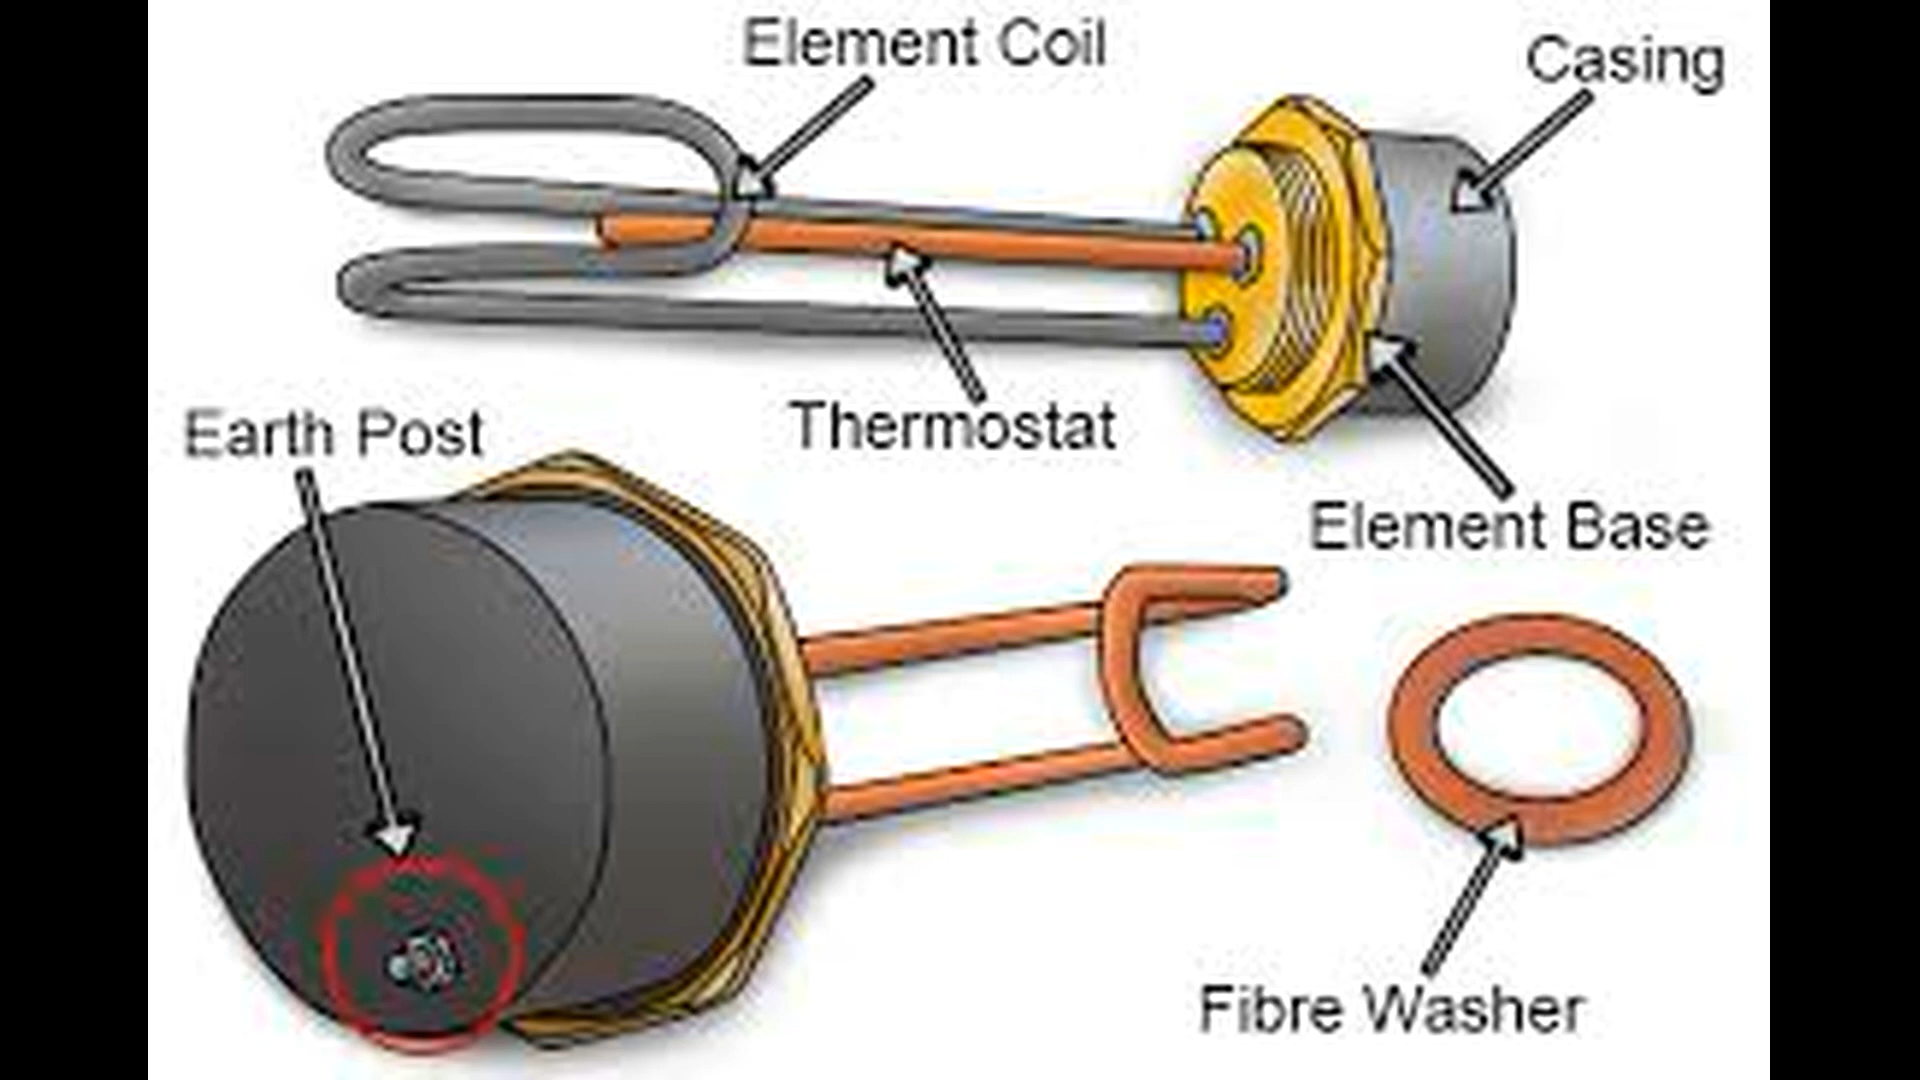 Element Coil
Casing
Thermostat
Earth Post
Element Base
Fibre Washer